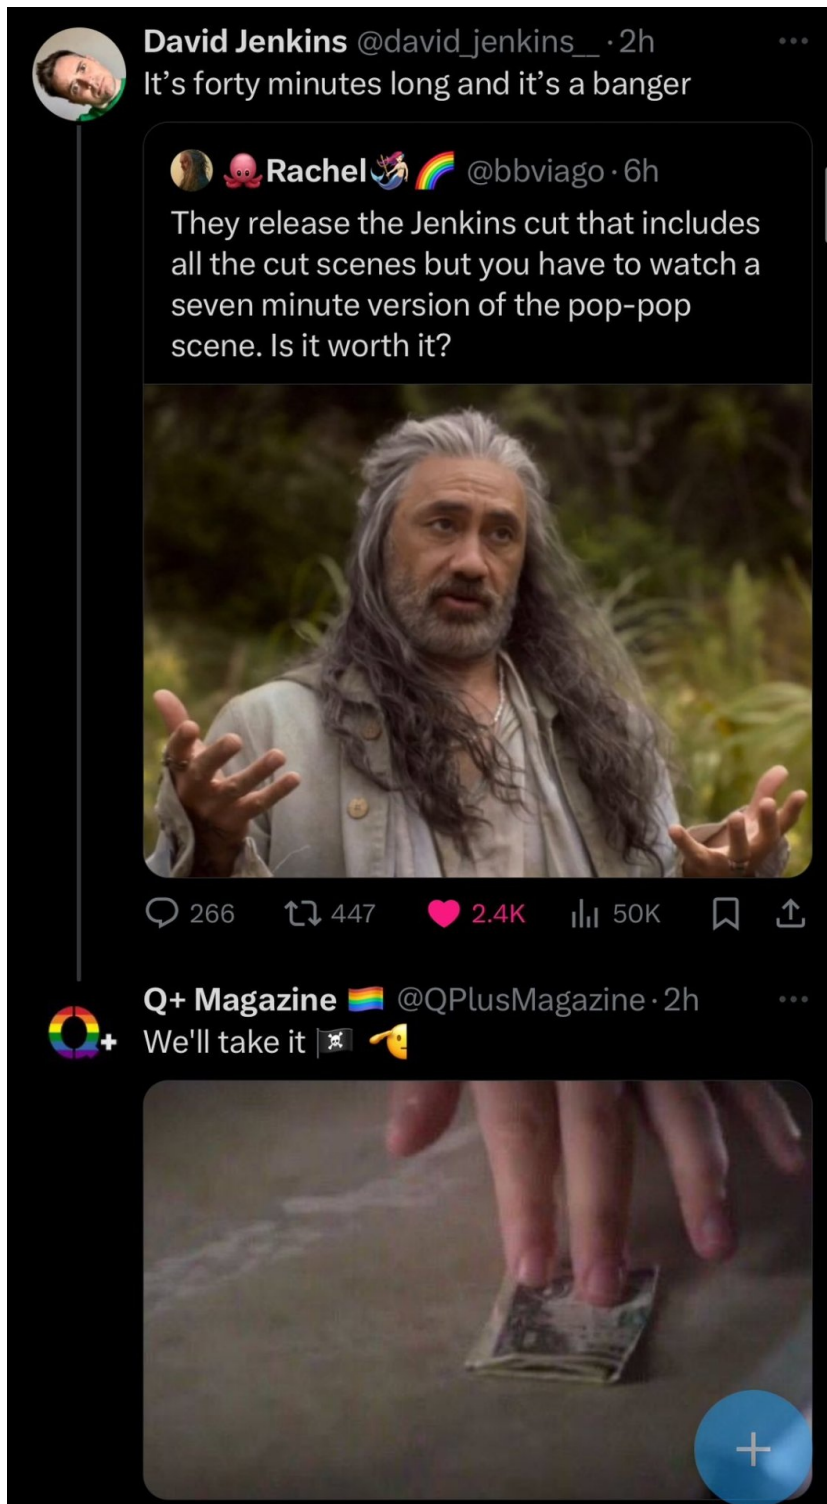 David Jenkins @david_jenkins__ · 2h
It’s forty minutes long and it’s a banger
🐙Rachel🧜🏻‍♀️🌈 @bbviago · 6h
They release the Jenkins cut that includes
all the cut scenes but you have to watch a
seven minute version of the pop-pop
scene. Is it worth it?
266 447 2.4K 50K
Q+ Magazine 🏳️‍🌈 @QPlusMagazine · 2h
Q+
We'll take it 🏴‍☠️ 🫡